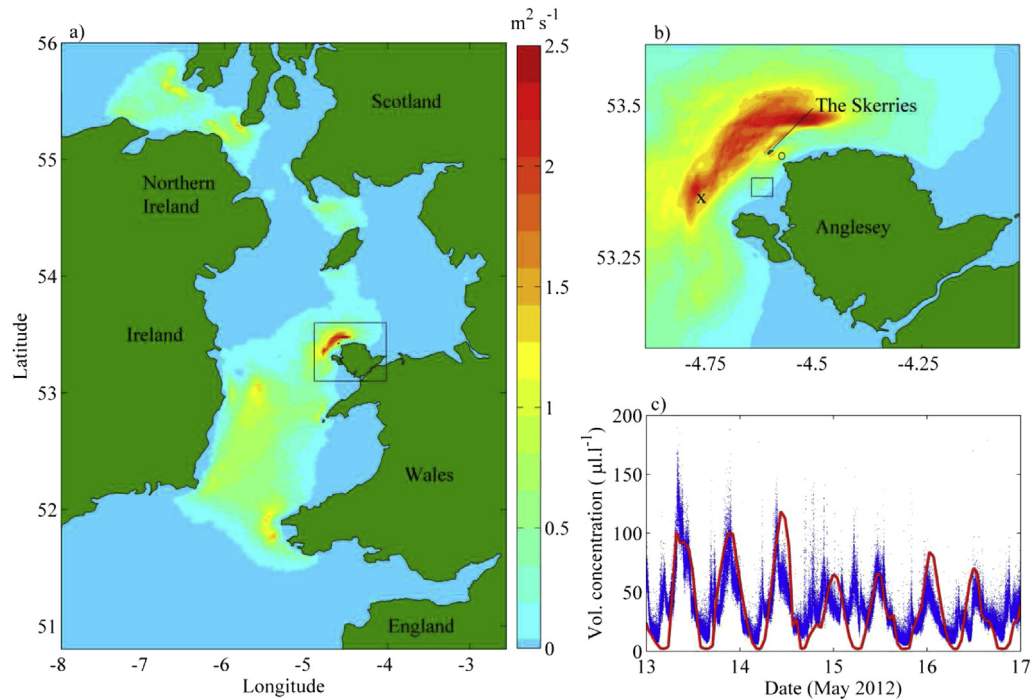 a)
m² s⁻¹
56
55
54
53
52
51
Latitude
-8
-7
-6
-5
-4
-3
Longitude
Scotland
Northern
Ireland
Ireland
Wales
England
2.5
2
1.5
1
0.5
0
b)
53.5
53.25
-4.75
-4.5
-4.25
The Skerries
o
x
Anglesey
c)
Vol. concentration ( μl.l⁻¹)
200
150
100
50
0
13
14
15
16
17
Date (May 2012)